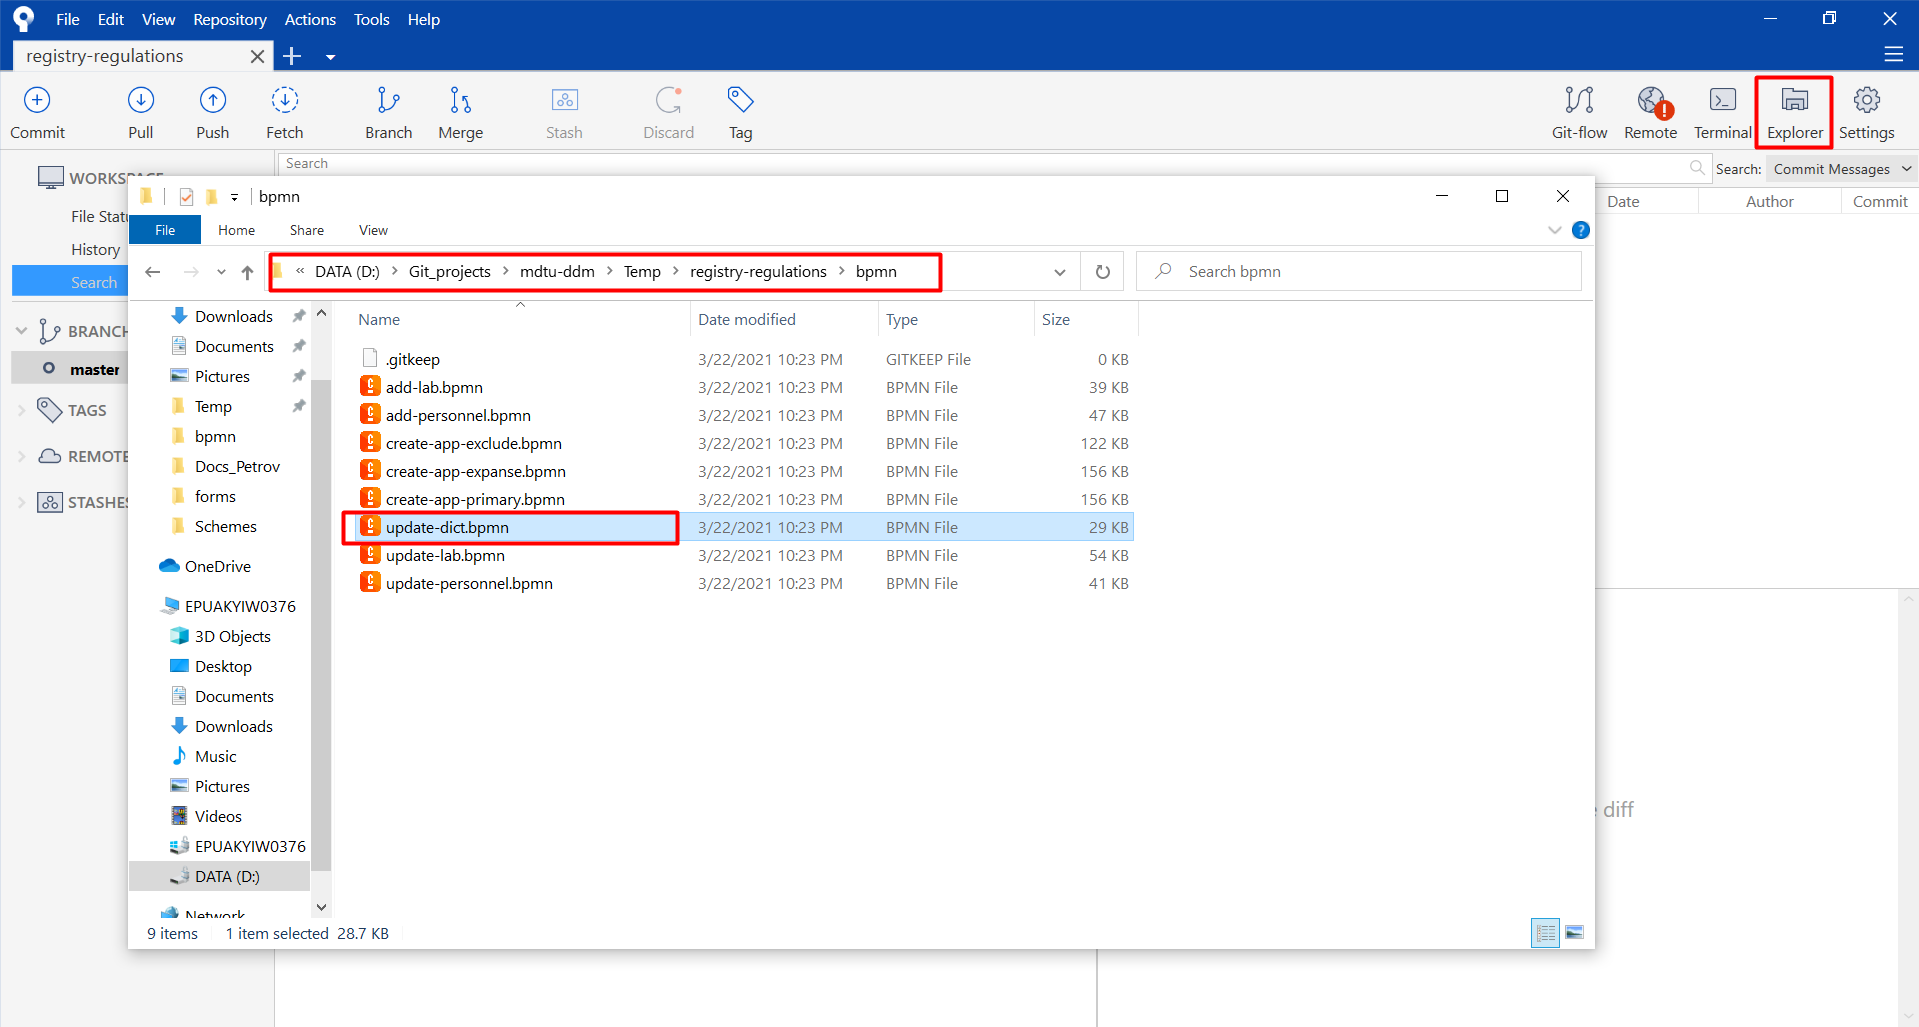 File Edit View Repository Actions Tools Help
registry-regulations
Commit Pull Push Fetch Branch Merge Stash Discard Tag Git-flow Remote Terminal Explorer Settings
Search
Search: Commit Messages
WORKSPACE
Date Author Commit
File Statu
History
Search
BRANCH
master
TAGS
REMOTE
STASHES
bpmn
File Home Share View
« DATA (D:) > Git_projects > mdtu-ddm > Temp > registry-regulations > bpmn
Search bpmn
Downloads
Documents
Pictures
Temp
bpmn
Docs_Petrov
forms
Schemes
OneDrive
EPUAKYIW0376
3D Objects
Desktop
Documents
Downloads
Music
Pictures
Videos
EPUAKYIW0376
DATA (D:)
Network
Name Date modified Type Size
.gitkeep 3/22/2021 10:23 PM GITKEEP File 0 KB
add-lab.bpmn 3/22/2021 10:23 PM BPMN File 39 KB
add-personnel.bpmn 3/22/2021 10:23 PM BPMN File 47 KB
create-app-exclude.bpmn 3/22/2021 10:23 PM BPMN File 122 KB
create-app-expanse.bpmn 3/22/2021 10:23 PM BPMN File 156 KB
create-app-primary.bpmn 3/22/2021 10:23 PM BPMN File 156 KB
update-dict.bpmn 3/22/2021 10:23 PM BPMN File 29 KB
update-lab.bpmn 3/22/2021 10:23 PM BPMN File 54 KB
update-personnel.bpmn 3/22/2021 10:23 PM BPMN File 41 KB
9 items 1 item selected 28.7 KB
diff